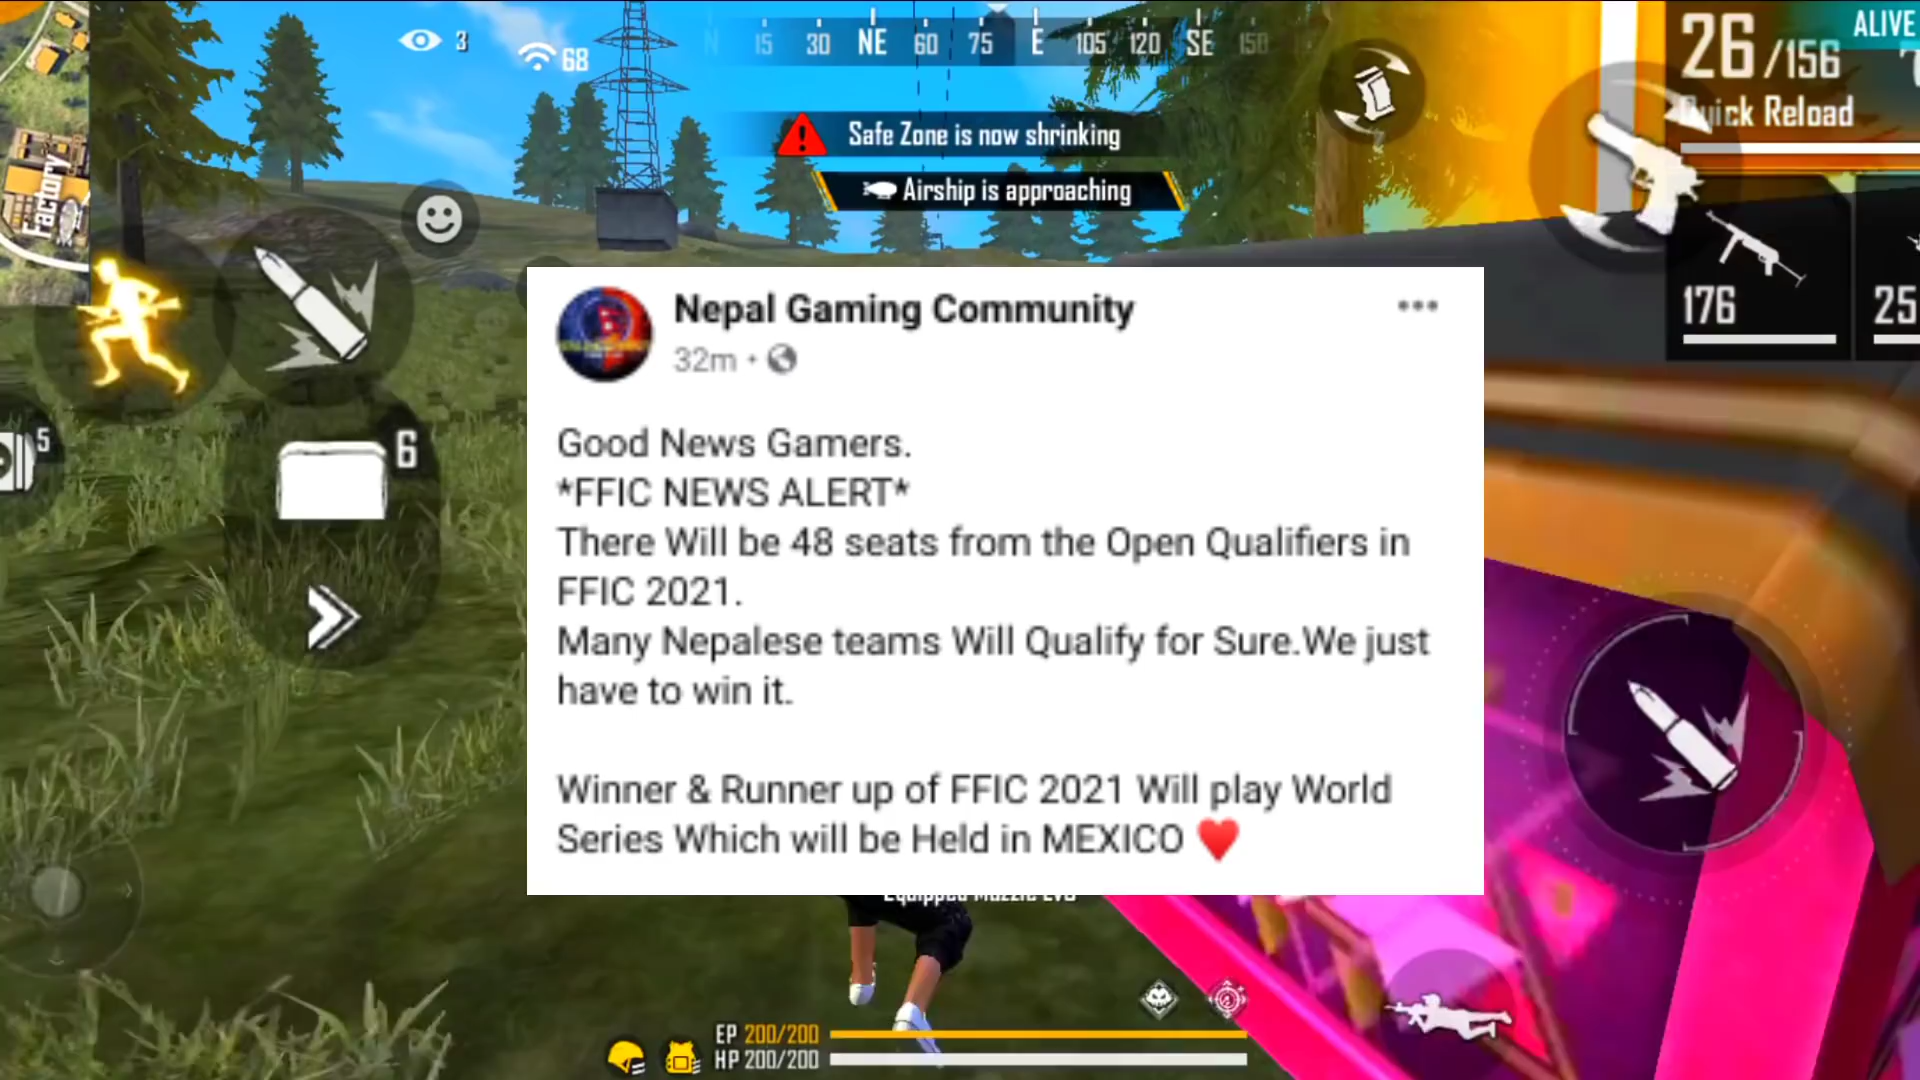 3
68
N 15 30 NE 60 75 E 105 120 SE 150
26/156
ALIVE
Quick Reload
Safe Zone is now shrinking
Airship is approaching
Factory
176
25
5
6
Nepal Gaming Community
32m
Good News Gamers.
*FFIC NEWS ALERT*
There Will be 48 seats from the Open Qualifiers in
FFIC 2021.
Many Nepalese teams Will Qualify for Sure.We just
have to win it.
Winner & Runner up of FFIC 2021 Will play World
Series Which will be Held in MEXICO ❤️
EP 200/200
HP 200/200